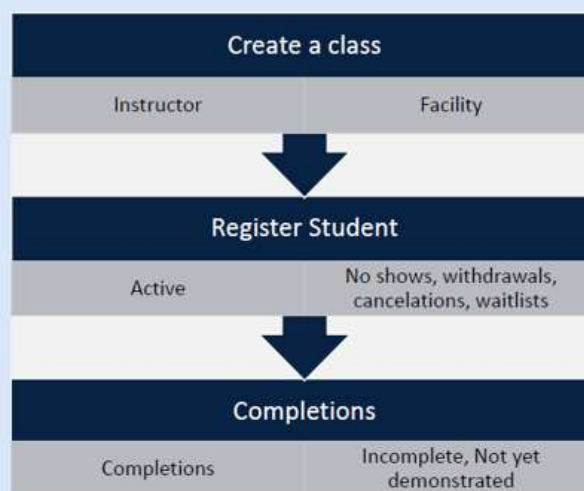 Create a class
Instructor
Facility
Register Student
Active
No shows, withdrawals,
cancelations, waitlists
Completions
Completions
Incomplete, Not yet
demonstrated